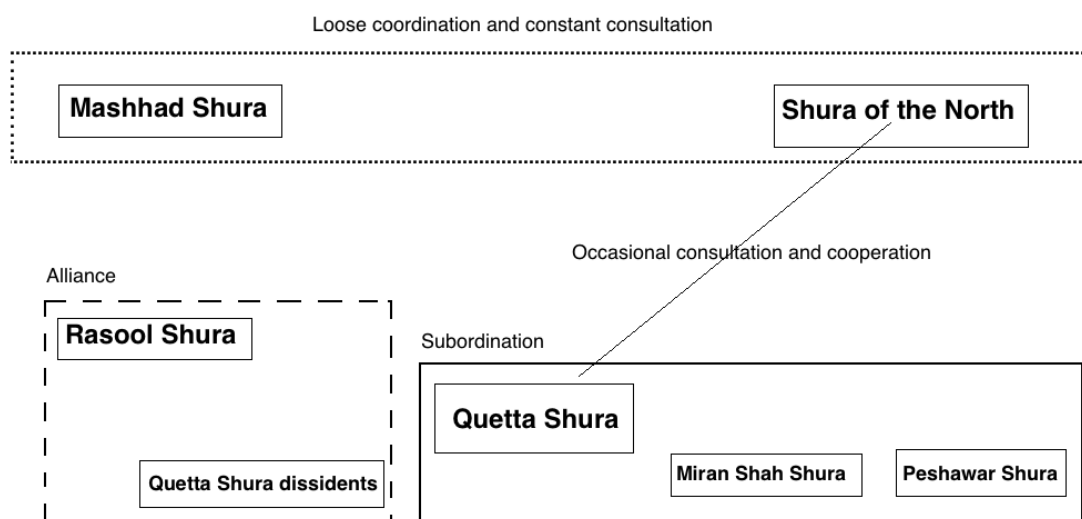 Loose coordination and constant consultation
Mashhad Shura
Shura of the North
Occasional consultation and cooperation
Alliance
Rasool Shura
Subordination
Quetta Shura
Quetta Shura dissidents
Miran Shah Shura
Peshawar Shura